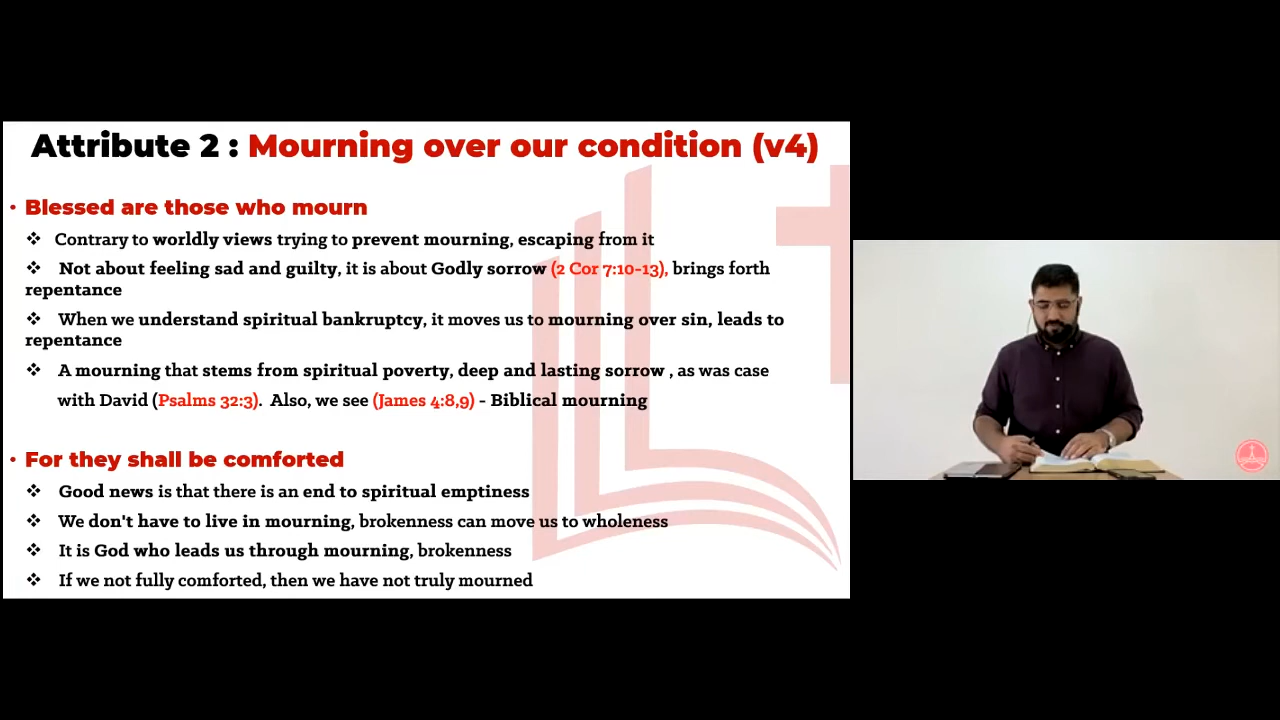 Attribute 2 : Mourning over our condition (v4)
• Blessed are those who mourn
❖ Contrary to worldly views trying to prevent mourning, escaping from it
❖ Not about feeling sad and guilty, it is about Godly sorrow (2 Cor 7:10-13), brings forth
repentance
❖ When we understand spiritual bankruptcy, it moves us to mourning over sin, leads to
repentance
❖ A mourning that stems from spiritual poverty, deep and lasting sorrow , as was case
with David (Psalms 32:3). Also, we see (James 4:8,9) - Biblical mourning
• For they shall be comforted
❖ Good news is that there is an end to spiritual emptiness
❖ We don't have to live in mourning, brokenness can move us to wholeness
❖ It is God who leads us through mourning, brokenness
❖ If we not fully comforted, then we have not truly mourned